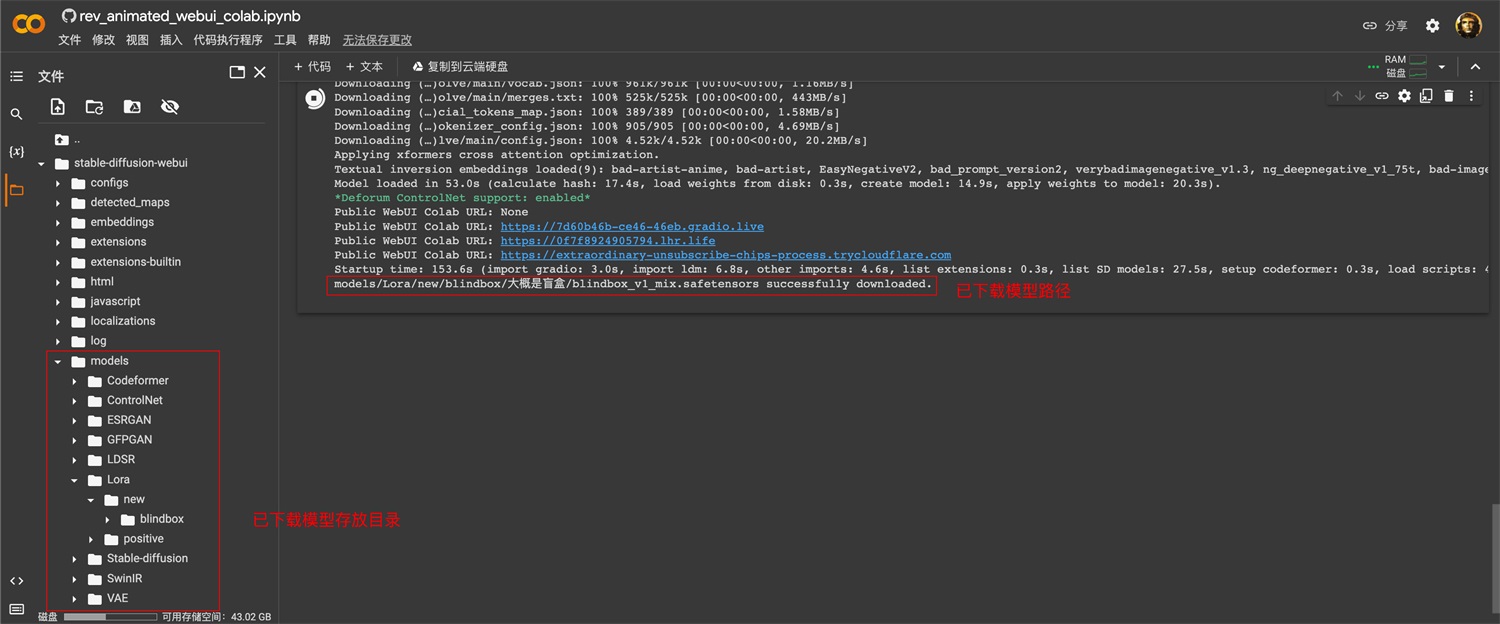 rev_animated_webui_colab.ipynb
文件 修改 视图 插入 代码执行程序 工具 帮助 无法保存更改
分享
文件
+ 代码 + 文本 复制到云端硬盘
RAM
磁盘
..
stable-diffusion-webui
configs
detected_maps
embeddings
extensions
extensions-builtin
html
javascript
localizations
log
models
Codeformer
ControlNet
ESRGAN
GFPGAN
LDSR
Lora
new
blindbox
positive
Stable-diffusion
SwinIR
VAE
磁盘 可用存储空间: 43.02 GB
已下载模型存放目录
Downloading (…)olve/main/vocab.json: 100% 961k/961k [00:00<00:00, 1.16MB/s]
Downloading (…)olve/main/merges.txt: 100% 525k/525k [00:00<00:00, 443MB/s]
Downloading (…)cial_tokens_map.json: 100% 389/389 [00:00<00:00, 1.58MB/s]
Downloading (…)okenizer_config.json: 100% 905/905 [00:00<00:00, 4.69MB/s]
Downloading (…)lve/main/config.json: 100% 4.52k/4.52k [00:00<00:00, 20.2MB/s]
Applying xformers cross attention optimization.
Textual inversion embeddings loaded(9): bad-artist-anime, bad-artist, EasyNegativeV2, bad_prompt_version2, verybadimagenegative_v1.3, ng_deepnegative_v1_75t, bad-image
Model loaded in 53.0s (calculate hash: 17.4s, load weights from disk: 0.3s, create model: 14.9s, apply weights to model: 20.3s).
*Deforum ControlNet support: enabled*
Public WebUI Colab URL: None
Public WebUI Colab URL: https://7d60b46b-ce46-46eb.gradio.live
Public WebUI Colab URL: https://0f7f8924905794.lhr.life
Public WebUI Colab URL: https://extraordinary-unsubscribe-chips-process.trycloudflare.com
Startup time: 153.6s (import gradio: 3.0s, import ldm: 6.8s, other imports: 4.6s, list extensions: 0.3s, list SD models: 27.5s, setup codeformer: 0.3s, load scripts: 4
models/Lora/new/blindbox/大概是盲盒/blindbox_v1_mix.safetensors successfully downloaded.
已下载模型路径